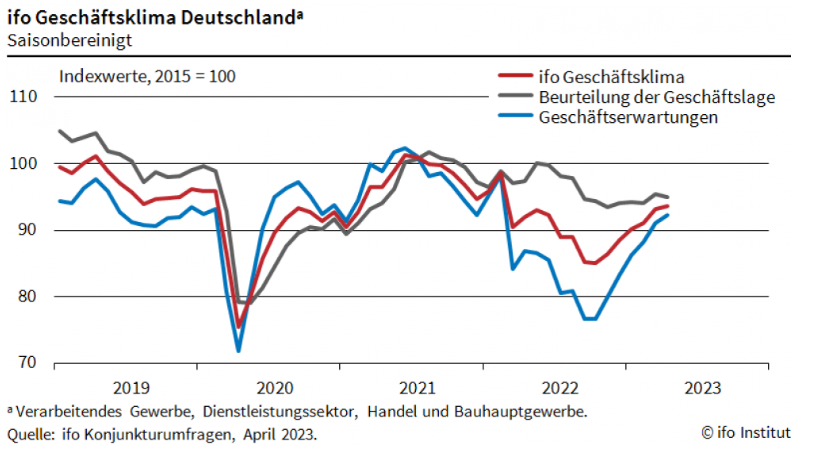 ifo Geschäftsklima Deutschlandª
Saisonbereinigt
Indexwerte, 2015 = 100
ifo Geschäftsklima
Beurteilung der Geschäftslage
Geschäftserwartungen
110
100
90
80
70
2019 2020 2021 2022 2023
ª Verarbeitendes Gewerbe, Dienstleistungssektor, Handel und Bauhauptgewerbe.
Quelle: ifo Konjunkturumfragen, April 2023.
© ifo Institut